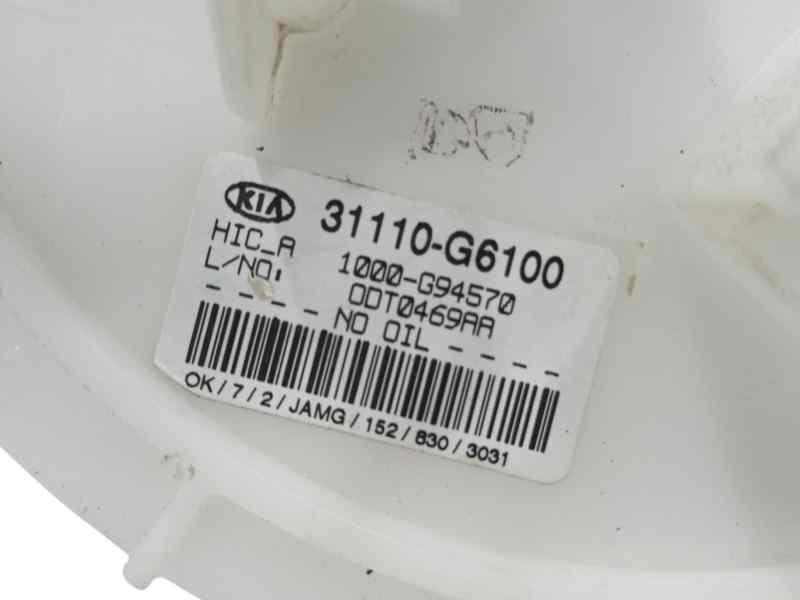 KIA 31110-G6100
HIC_A 1000-G94570
L/NO: ODT0469AA
- - - - NO OIL - - - -
OK/7/2/JAMG/152/830/3031